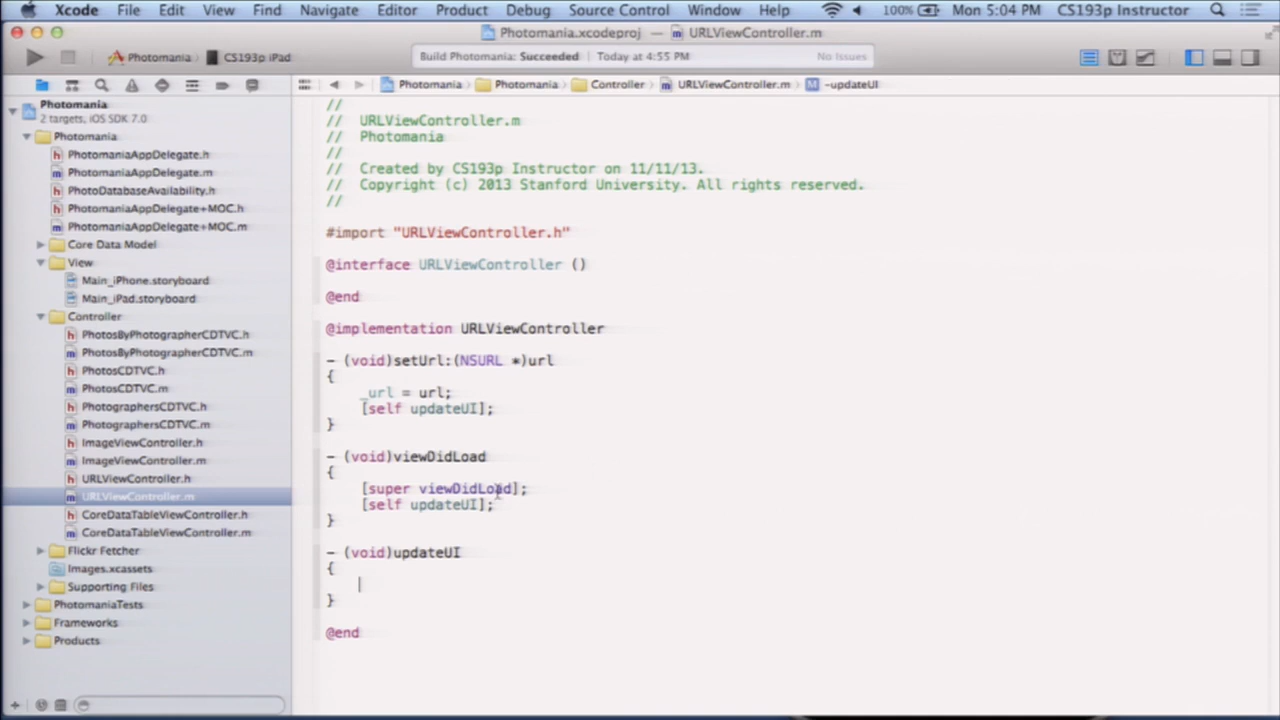 Xcode File Edit View Find Navigate Editor Product Debug Source Control Window Help 100% Mon 5:04 PM CS193p Instructor
Photomania.xcodeproj — URLViewController.m
Photomania CS193p iPad Build Photomania: Succeeded Today at 4:55 PM No Issues
Photomania Photomania Controller URLViewController.m M -updateUI
Photomania
2 targets, iOS SDK 7.0
Photomania
h PhotomaniaAppDelegate.h
m PhotomaniaAppDelegate.m
h PhotoDatabaseAvailability.h
h PhotomaniaAppDelegate+MOC.h
m PhotomaniaAppDelegate+MOC.m
Core Data Model
View
Main_iPhone.storyboard
Main_iPad.storyboard
Controller
h PhotosByPhotographerCDTVC.h
m PhotosByPhotographerCDTVC.m
h PhotosCDTVC.h
m PhotosCDTVC.m
h PhotographersCDTVC.h
m PhotographersCDTVC.m
h ImageViewController.h
m ImageViewController.m
h URLViewController.h
m URLViewController.m
h CoreDataTableViewController.h
m CoreDataTableViewController.m
Flickr Fetcher
Images.xcassets
Supporting Files
PhotomaniaTests
Frameworks
Products
//
//  URLViewController.m
//  Photomania
//
//  Created by CS193p Instructor on 11/11/13.
//  Copyright (c) 2013 Stanford University. All rights reserved.
//
#import "URLViewController.h"
@interface URLViewController ()
@end
@implementation URLViewController
- (void)setUrl:(NSURL *)url
{
_url = url;
[self updateUI];
}
- (void)viewDidLoad
{
[super viewDidLoad];
[self updateUI];
}
- (void)updateUI
{
}
@end